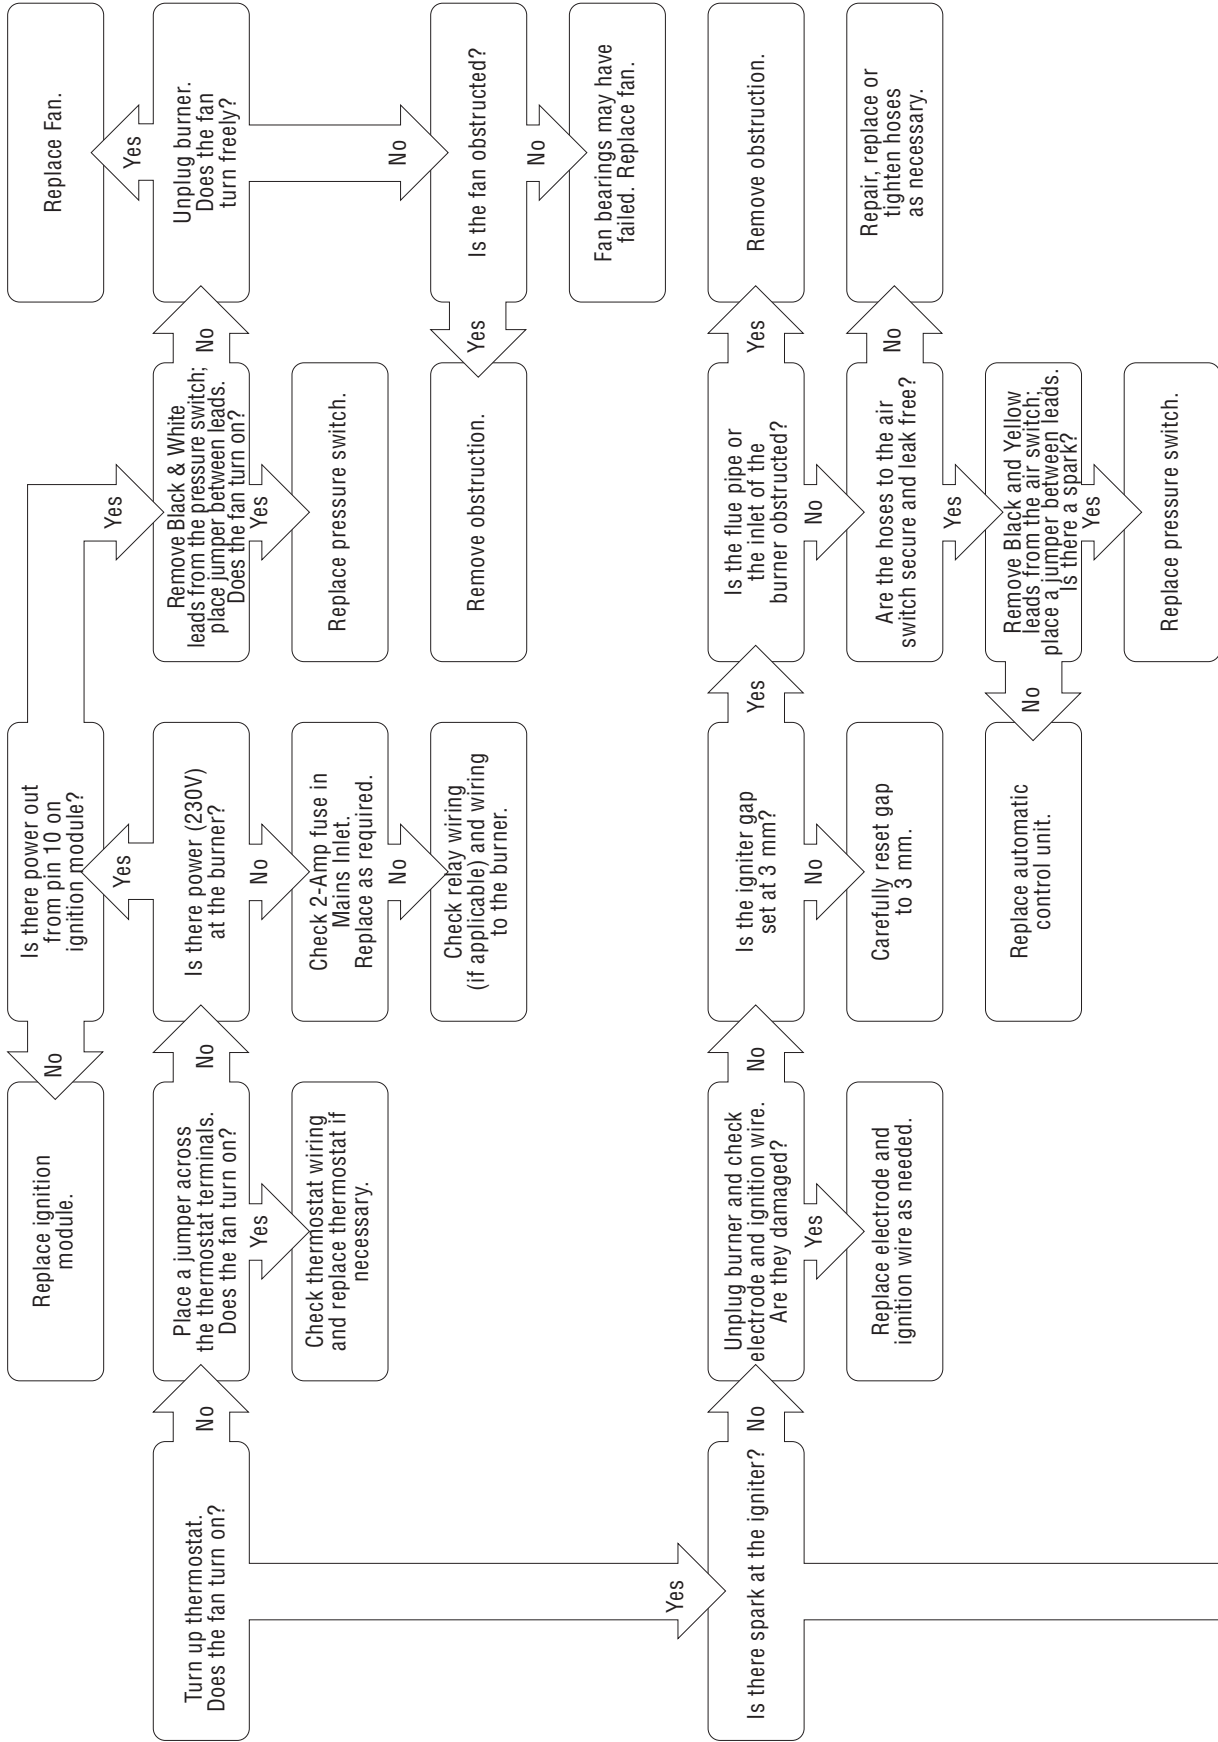 Turn up thermostat.
Does the fan turn on?
No
Yes
Place a jumper across
the thermostat terminals.
Does the fan turn on?
No
Yes
Check thermostat wiring
and replace thermostat if
necessary.
Is there power (230V)
at the burner?
Yes
No
Check 2-Amp fuse in
Mains Inlet.
Replace as required.
No
Check relay wiring
(if applicable) and wiring
to the burner.
Is there power out
from pin 10 on
ignition module?
No
Replace ignition
module.
Yes
Remove Black & White
leads from the pressure switch;
place jumper between leads.
Does the fan turn on?
No
Yes
Replace pressure switch.
Unplug burner.
Does the fan
turn freely?
Yes
Replace Fan.
No
Is the fan obstructed?
Yes
Remove obstruction.
No
Fan bearings may have
failed. Replace fan.
Is there spark at the igniter?
No
Unplug burner and check
electrode and ignition wire.
Are they damaged?
No
Yes
Replace electrode and
ignition wire as needed.
Is the igniter gap
set at 3 mm?
Yes
No
Carefully reset gap
to 3 mm.
Is the flue pipe or
the inlet of the
burner obstructed?
Yes
Remove obstruction.
No
Are the hoses to the air
switch secure and leak free?
No
Repair, replace or
tighten hoses
as necessary.
Yes
Remove Black and Yellow
leads from the air switch;
place a jumper between leads.
Is there a spark?
No
Replace automatic
control unit.
Yes
Replace pressure switch.